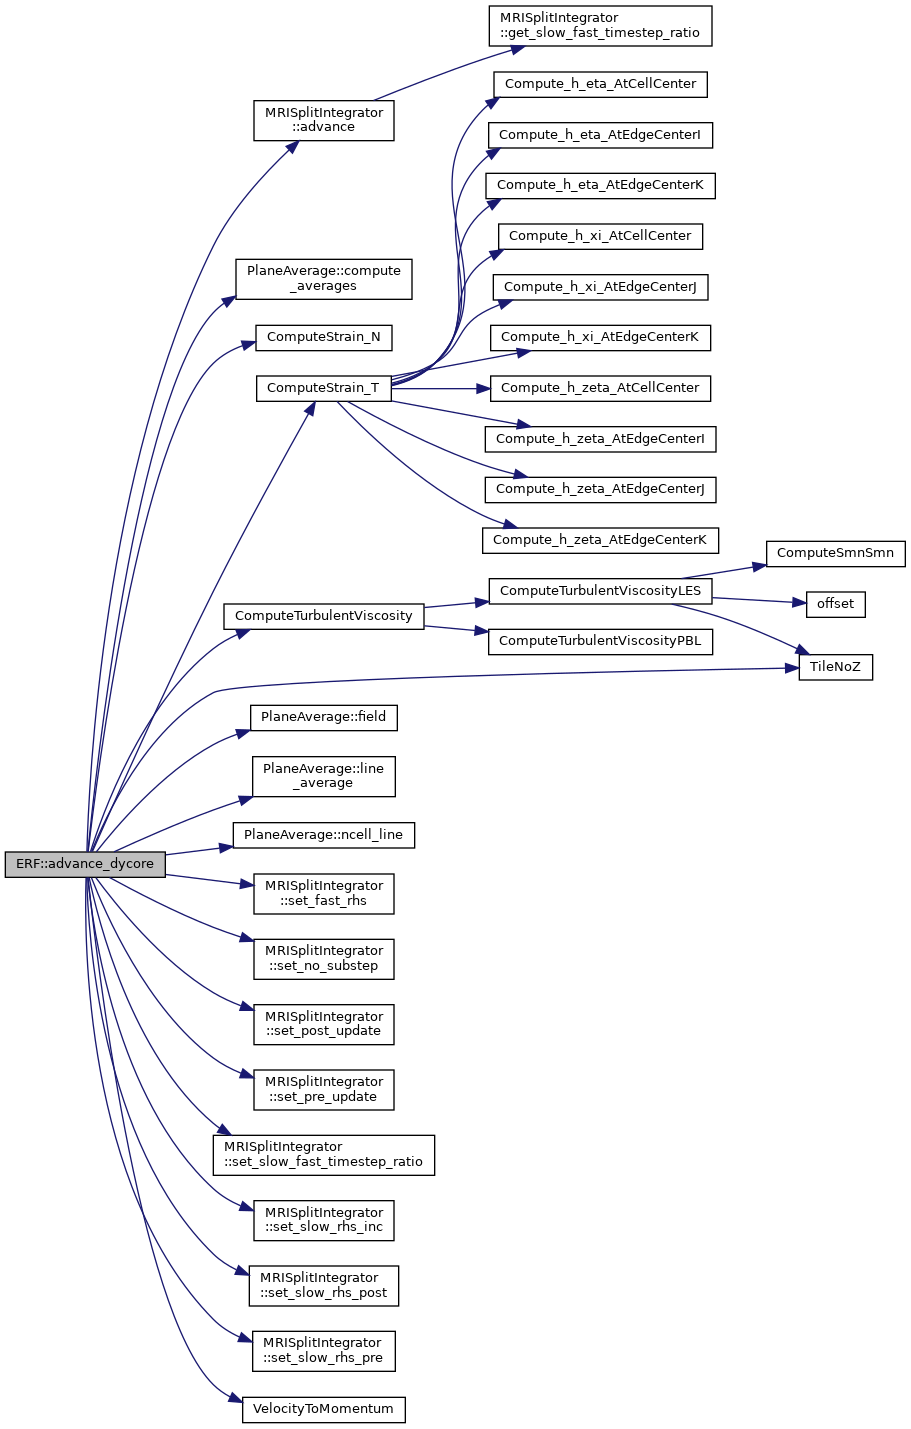 MRISplitIntegrator
::get_slow_fast_timestep_ratio
Compute_h_eta_AtCellCenter
MRISplitIntegrator
::advance
Compute_h_eta_AtEdgeCenterI
Compute_h_eta_AtEdgeCenterK
Compute_h_xi_AtCellCenter
PlaneAverage::compute
_averages
Compute_h_xi_AtEdgeCenterJ
ComputeStrain_N
Compute_h_xi_AtEdgeCenterK
ComputeStrain_T
Compute_h_zeta_AtCellCenter
Compute_h_zeta_AtEdgeCenterI
Compute_h_zeta_AtEdgeCenterJ
Compute_h_zeta_AtEdgeCenterK
ComputeSmnSmn
ComputeTurbulentViscosityLES
offset
ComputeTurbulentViscosity
ComputeTurbulentViscosityPBL
TileNoZ
PlaneAverage::field
PlaneAverage::line
_average
PlaneAverage::ncell_line
ERF::advance_dycore
MRISplitIntegrator
::set_fast_rhs
MRISplitIntegrator
::set_no_substep
MRISplitIntegrator
::set_post_update
MRISplitIntegrator
::set_pre_update
MRISplitIntegrator
::set_slow_fast_timestep_ratio
MRISplitIntegrator
::set_slow_rhs_inc
MRISplitIntegrator
::set_slow_rhs_post
MRISplitIntegrator
::set_slow_rhs_pre
VelocityToMomentum